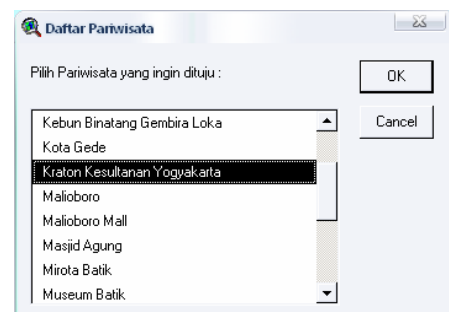 Daftar Pariwisata
Pilih Pariwisata yang ingin dituju :
OK
Cancel
Kebun Binatang Gembira Loka
Kota Gede
Kraton Kesultanan Yogyakarta
Malioboro
Malioboro Mall
Masjid Agung
Mirota Batik
Museum Batik